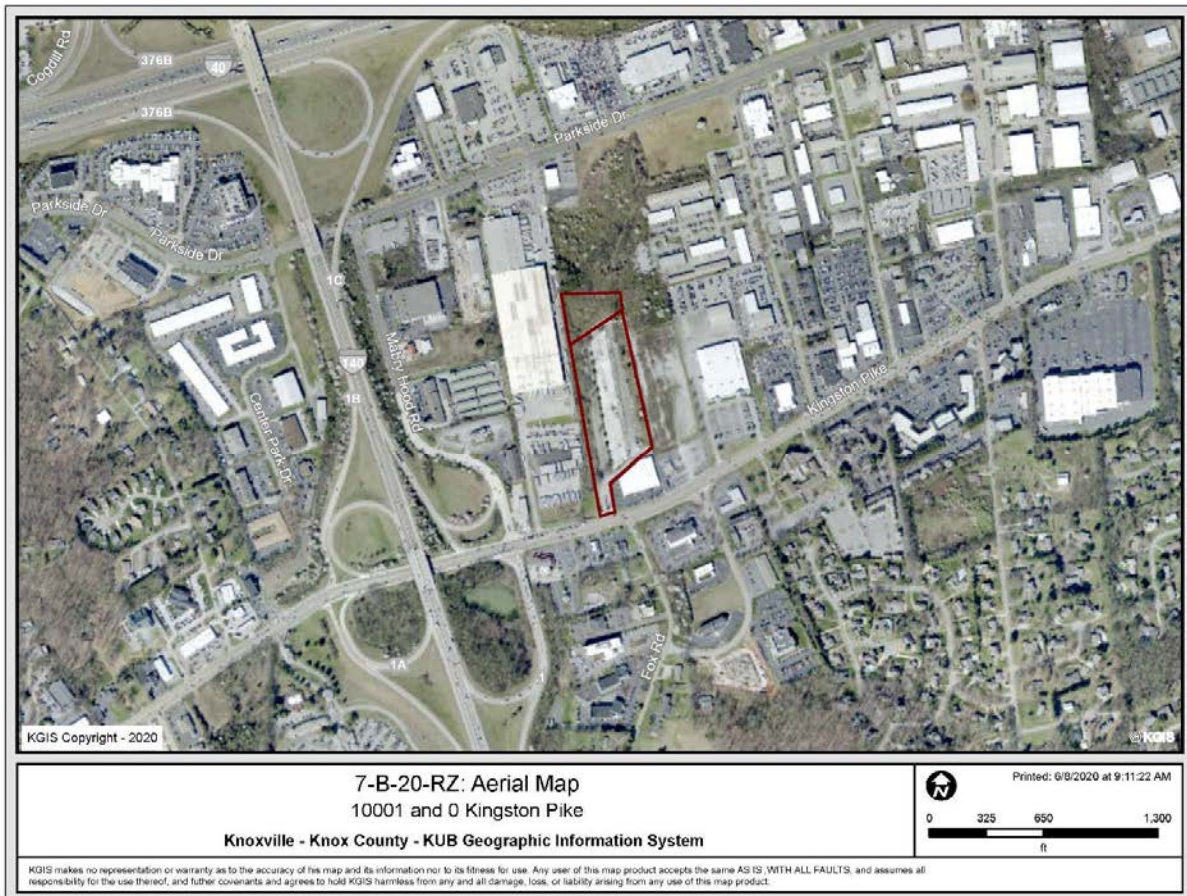 Cogdill Rd
376B
40
376B
Parkside Dr
Parkside Dr
Parkside Dr
1C
Mabry Hood Rd
140
1B
Center Park Dr
Kingston Pike
Fox Rd
1A
1
KGIS Copyright - 2020
©KGIS
7-B-20-RZ: Aerial Map
10001 and 0 Kingston Pike
Knoxville - Knox County - KUB Geographic Information System
N
Printed: 6/8/2020 at 9:11:22 AM
0 325 650 1,300
ft
KGIS makes no representation or warranty as to the accuracy of his map and its information nor to its fitness for use. Any user of this map product accepts the same AS IS ,WITH ALL FAULTS, and assumes all
responsibility for the use thereof, and futher covenants and agrees to hold KGIS harmless from any and all damage, loss, or liability arising from any use of this map product.